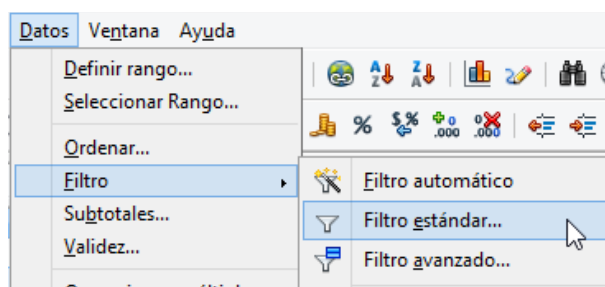 Datos Ventana Ayuda
Definir rango...
Seleccionar Rango...
Ordenar...
Filtro
Filtro automático
Filtro estándar...
Filtro avanzado...
Subtotales...
Validez...